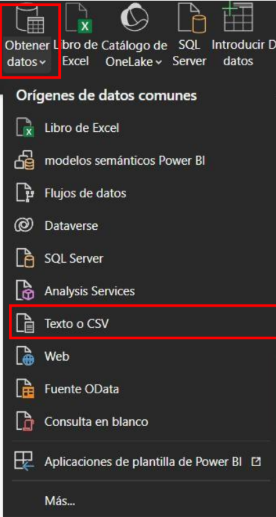 Obtener Libro de Catálogo de SQL Introducir D
datos Excel OneLake Server datos
Orígenes de datos comunes
Libro de Excel
modelos semánticos Power BI
Flujos de datos
Dataverse
SQL Server
Analysis Services
Texto o CSV
Web
Fuente OData
Consulta en blanco
Aplicaciones de plantilla de Power BI
Más...